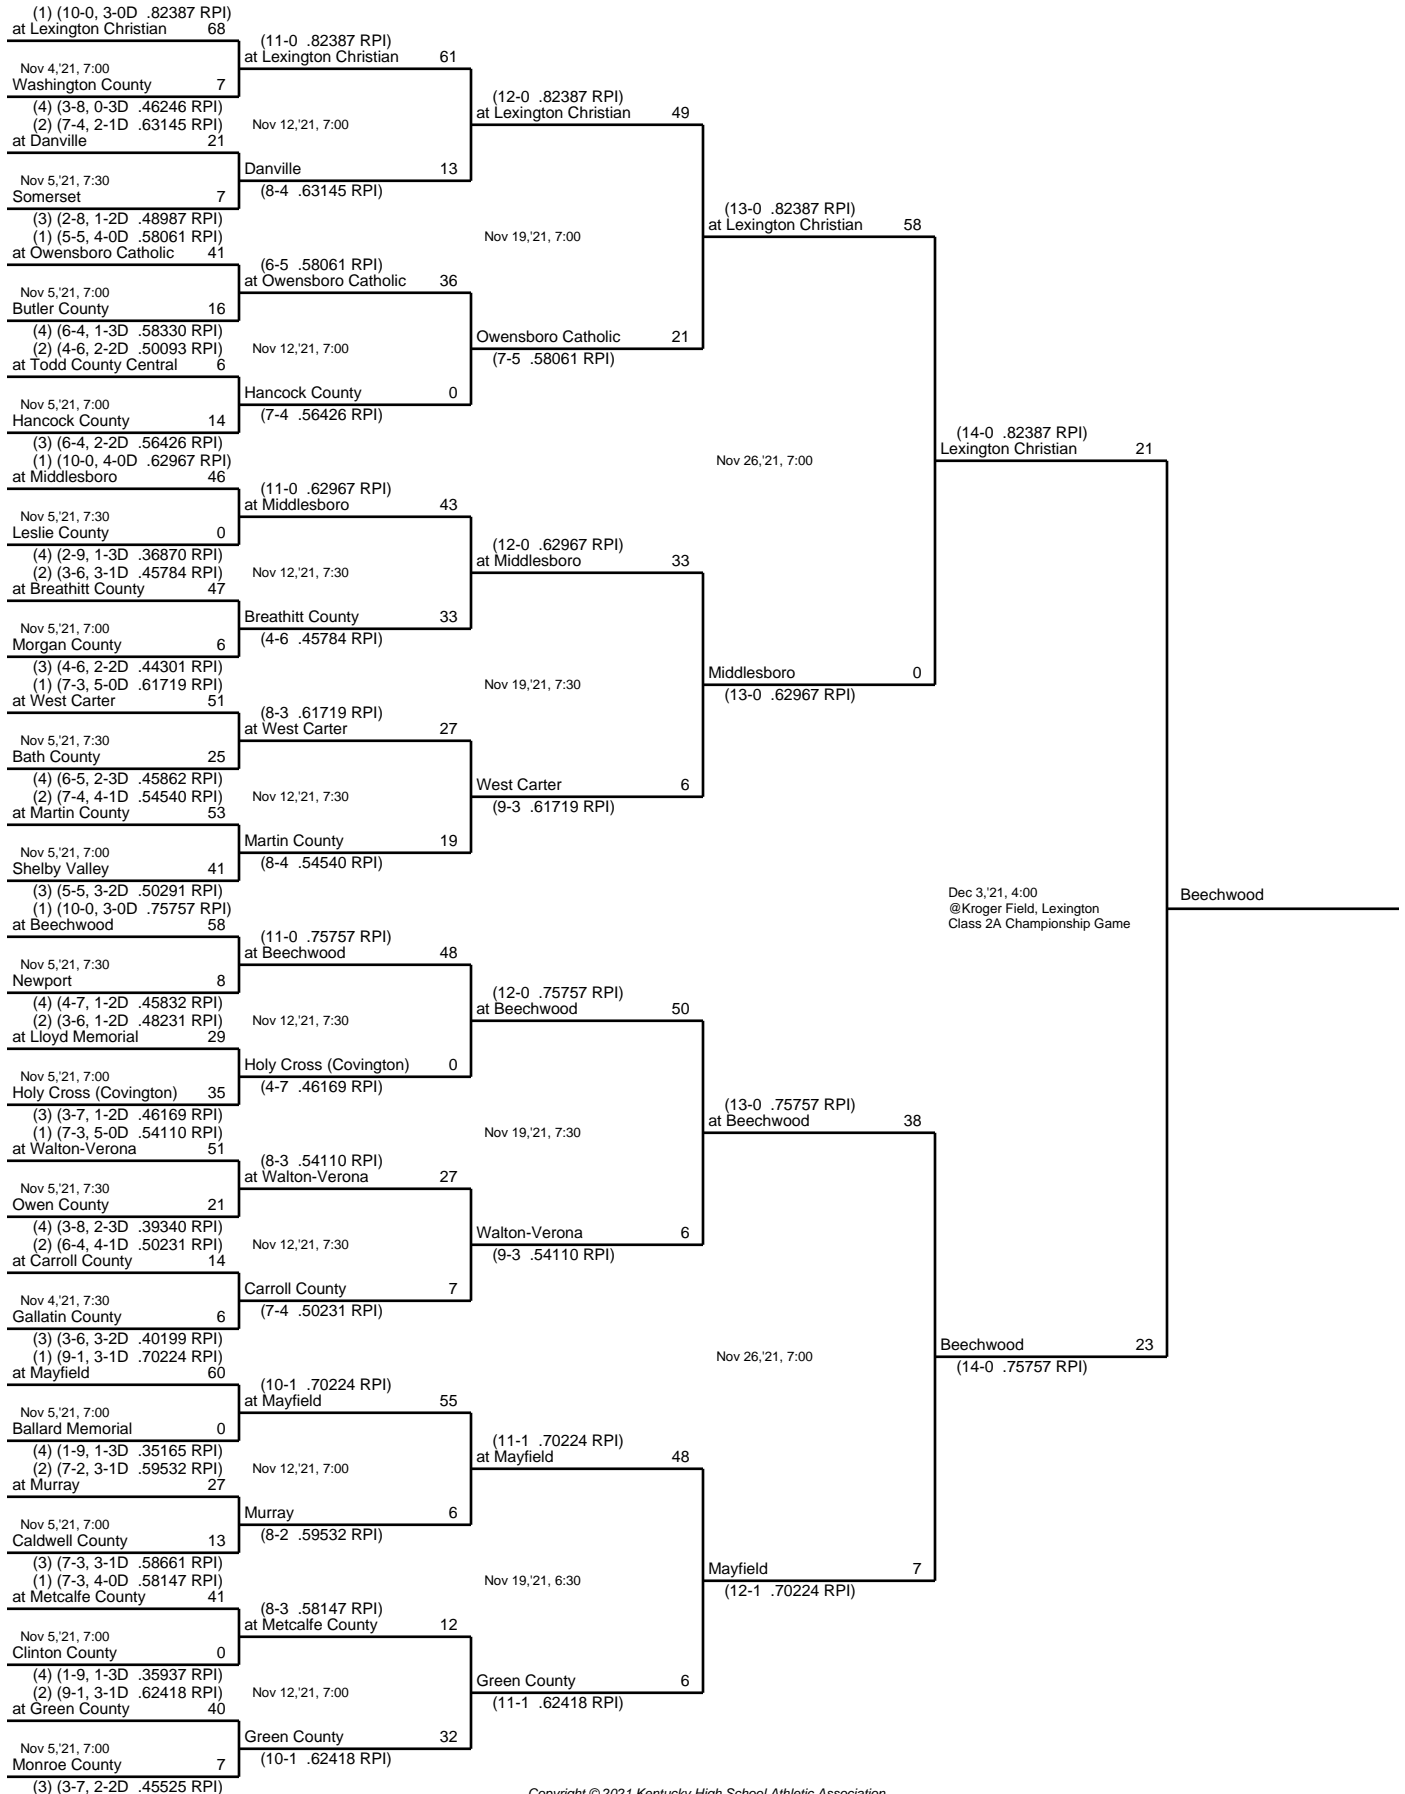 (1) (10-0, 3-0D .82387 RPI)
at Lexington Christian 68
Nov 4,'21, 7:00
Washington County 7
(4) (3-8, 0-3D .46246 RPI)
(2) (7-4, 2-1D .63145 RPI)
at Danville 21
Nov 5,'21, 7:30
Somerset 7
(3) (2-8, 1-2D .48987 RPI)
(1) (5-5, 4-0D .58061 RPI)
at Owensboro Catholic 41
Nov 5,'21, 7:00
Butler County 16
(4) (6-4, 1-3D .58330 RPI)
(2) (4-6, 2-2D .50093 RPI)
at Todd County Central 6
Nov 5,'21, 7:00
Hancock County 14
(3) (6-4, 2-2D .56426 RPI)
(1) (10-0, 4-0D .62967 RPI)
at Middlesboro 46
Nov 5,'21, 7:30
Leslie County 0
(4) (2-9, 1-3D .36870 RPI)
(2) (3-6, 3-1D .45784 RPI)
at Breathitt County 47
Nov 5,'21, 7:00
Morgan County 6
(3) (4-6, 2-2D .44301 RPI)
(1) (7-3, 5-0D .61719 RPI)
at West Carter 51
Nov 5,'21, 7:30
Bath County 25
(4) (6-5, 2-3D .45862 RPI)
(2) (7-4, 4-1D .54540 RPI)
at Martin County 53
Nov 5,'21, 7:00
Shelby Valley 41
(3) (5-5, 3-2D .50291 RPI)
(1) (10-0, 3-0D .75757 RPI)
at Beechwood 58
Nov 5,'21, 7:30
Newport 8
(4) (4-7, 1-2D .45832 RPI)
(2) (3-6, 1-2D .48231 RPI)
at Lloyd Memorial 29
Nov 5,'21, 7:00
Holy Cross (Covington) 35
(3) (3-7, 1-2D .46169 RPI)
(1) (7-3, 5-0D .54110 RPI)
at Walton-Verona 51
Nov 5,'21, 7:30
Owen County 21
(4) (3-8, 2-3D .39340 RPI)
(2) (6-4, 4-1D .50231 RPI)
at Carroll County 14
Nov 4,'21, 7:30
Gallatin County 6
(3) (3-6, 3-2D .40199 RPI)
(1) (9-1, 3-1D .70224 RPI)
at Mayfield 60
Nov 5,'21, 7:00
Ballard Memorial 0
(4) (1-9, 1-3D .35165 RPI)
(2) (7-2, 3-1D .59532 RPI)
at Murray 27
Nov 5,'21, 7:00
Caldwell County 13
(3) (7-3, 3-1D .58661 RPI)
(1) (7-3, 4-0D .58147 RPI)
at Metcalfe County 41
Nov 5,'21, 7:00
Clinton County 0
(4) (1-9, 1-3D .35937 RPI)
(2) (9-1, 3-1D .62418 RPI)
at Green County 40
Nov 5,'21, 7:00
Monroe County 7
(3) (3-7, 2-2D .45525 RPI)
(11-0 .82387 RPI)
at Lexington Christian 61
Nov 12,'21, 7:00
Danville 13
(8-4 .63145 RPI)
(6-5 .58061 RPI)
at Owensboro Catholic 36
Nov 12,'21, 7:00
Hancock County 0
(7-4 .56426 RPI)
(11-0 .62967 RPI)
at Middlesboro 43
Nov 12,'21, 7:30
Breathitt County 33
(4-6 .45784 RPI)
(8-3 .61719 RPI)
at West Carter 27
Nov 12,'21, 7:30
Martin County 19
(8-4 .54540 RPI)
(11-0 .75757 RPI)
at Beechwood 48
Nov 12,'21, 7:30
Holy Cross (Covington) 0
(4-7 .46169 RPI)
(8-3 .54110 RPI)
at Walton-Verona 27
Nov 12,'21, 7:30
Carroll County 7
(7-4 .50231 RPI)
(10-1 .70224 RPI)
at Mayfield 55
Nov 12,'21, 7:00
Murray 6
(8-2 .59532 RPI)
(8-3 .58147 RPI)
at Metcalfe County 12
Nov 12,'21, 7:00
Green County 32
(10-1 .62418 RPI)
(12-0 .82387 RPI)
at Lexington Christian 49
Nov 19,'21, 7:00
Owensboro Catholic 21
(7-5 .58061 RPI)
(12-0 .62967 RPI)
at Middlesboro 33
Nov 19,'21, 7:30
West Carter 6
(9-3 .61719 RPI)
(12-0 .75757 RPI)
at Beechwood 50
Nov 19,'21, 7:30
Walton-Verona 6
(9-3 .54110 RPI)
(11-1 .70224 RPI)
at Mayfield 48
Nov 19,'21, 6:30
Green County 6
(11-1 .62418 RPI)
(13-0 .82387 RPI)
at Lexington Christian 58
Nov 26,'21, 7:00
Middlesboro 0
(13-0 .62967 RPI)
(13-0 .75757 RPI)
at Beechwood 38
Nov 26,'21, 7:00
Mayfield 7
(12-1 .70224 RPI)
(14-0 .82387 RPI)
Lexington Christian 21
Dec 3,'21, 4:00
@Kroger Field, Lexington
Class 2A Championship Game
Beechwood 23
(14-0 .75757 RPI)
Beechwood
Copyright © 2021 Kentucky High School Athletic Association